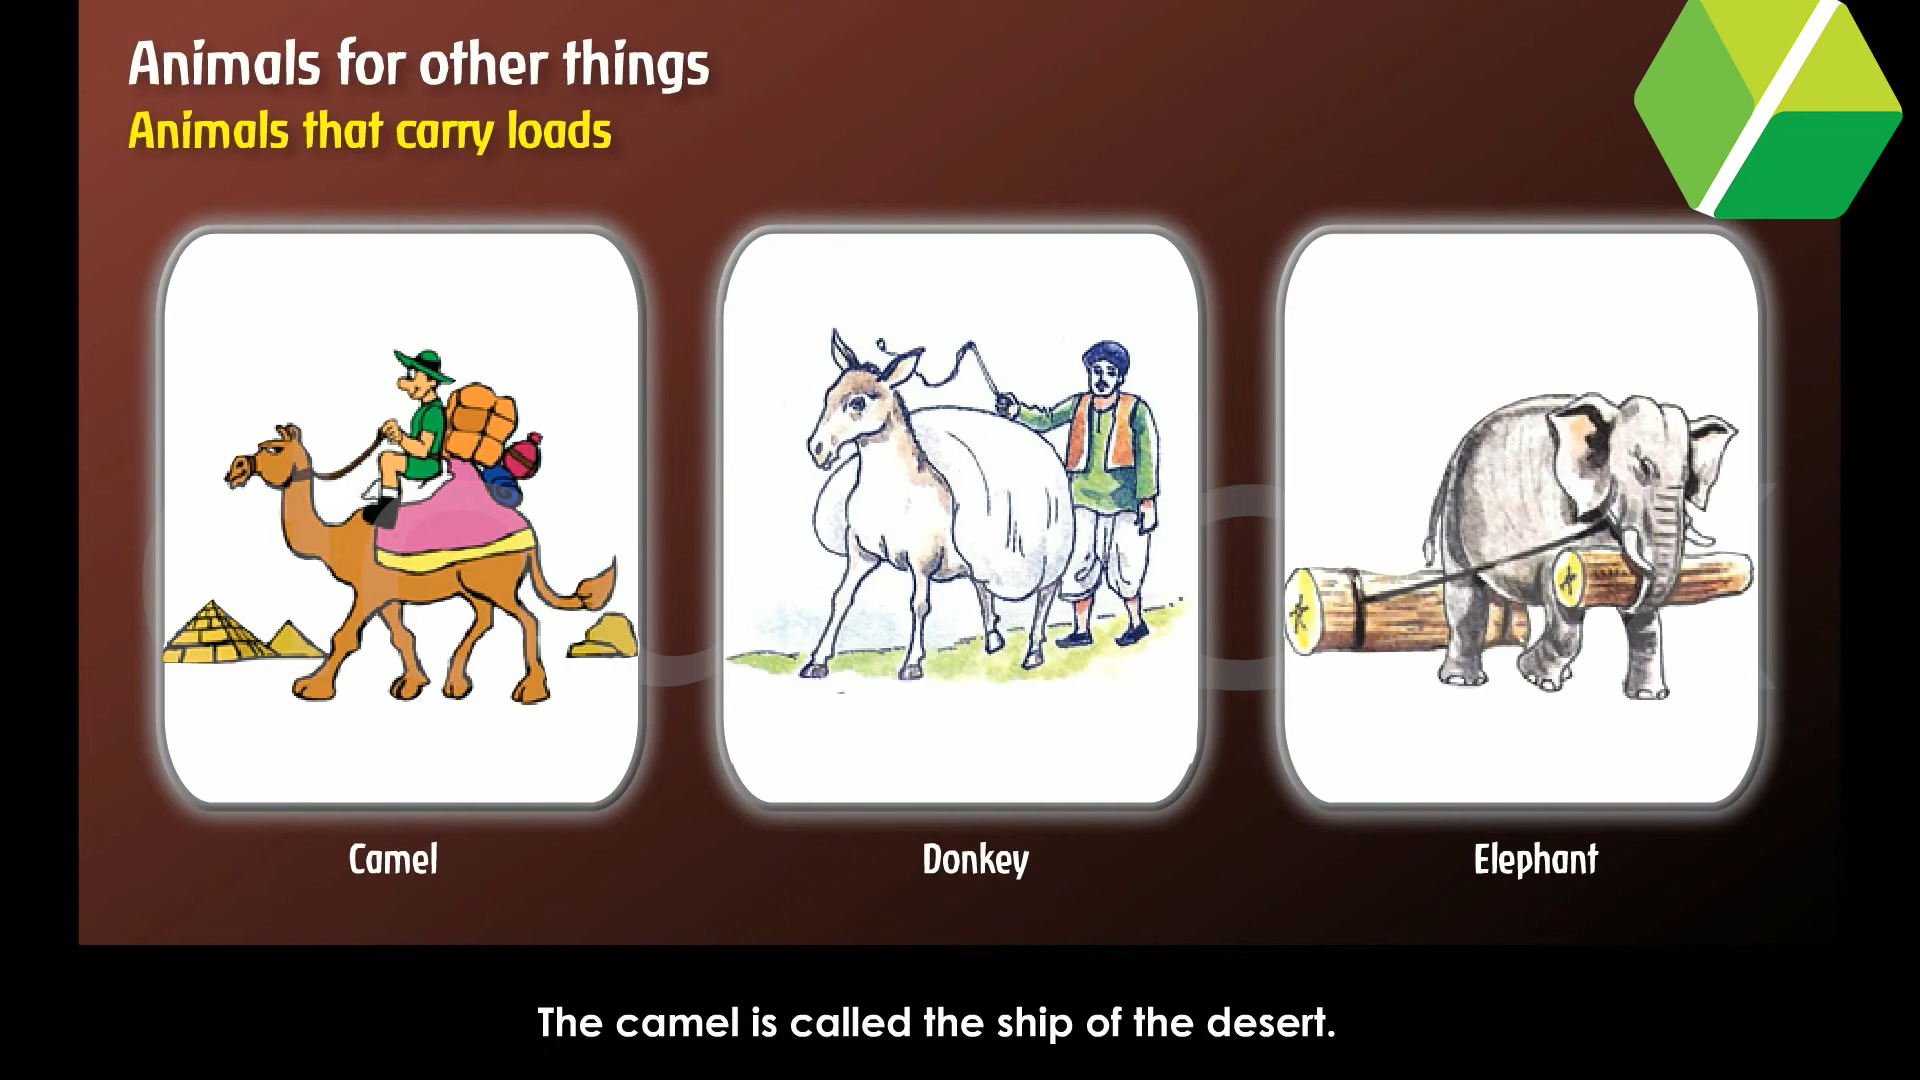 Animals for other things
Animals that carry loads
Camel
Donkey
Elephant
The camel is called the ship of the desert.